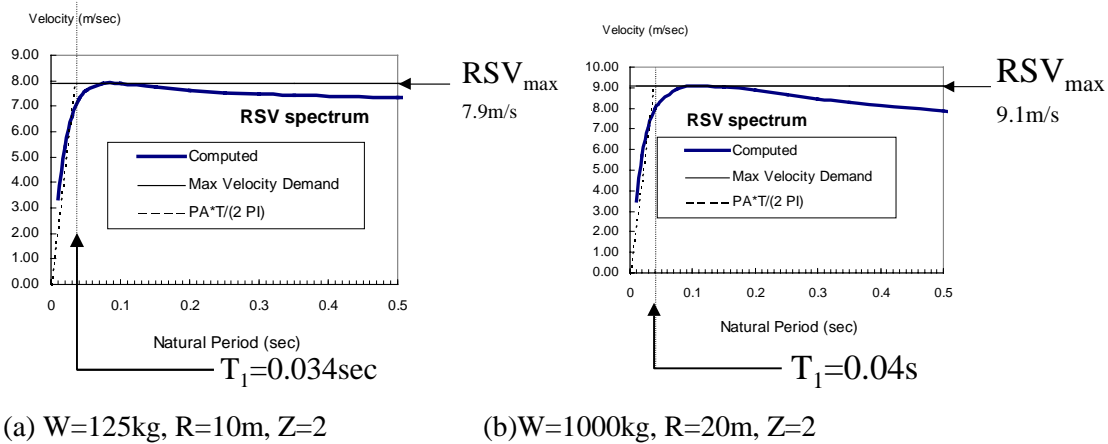 Velocity (m/sec)
9.00
8.00
7.00
6.00
5.00
4.00
3.00
2.00
1.00
0.00
0 0.1 0.2 0.3 0.4 0.5
Natural Period (sec)
RSV spectrum
Computed
Max Velocity Demand
PA*T/(2 PI)
RSVmax
7.9m/s
T1=0.034sec
(a) W=125kg, R=10m, Z=2
Velocity (m/sec)
10.00
9.00
8.00
7.00
6.00
5.00
4.00
3.00
2.00
1.00
0.00
0 0.1 0.2 0.3 0.4 0.5
Natural Period (sec)
RSV spectrum
Computed
Max Velocity Demand
PA*T/(2 PI)
RSVmax
9.1m/s
T1=0.04s
(b)W=1000kg, R=20m, Z=2